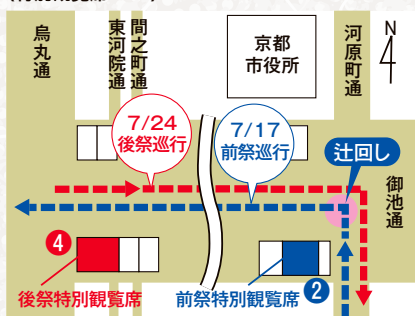 烏丸通
東河院通
間之町通
京都
市役所
河原町通
N
7/24
後祭巡行
7/17
前祭巡行
辻回し
御池通
4
後祭特別観覧席
前祭特別観覧席
2